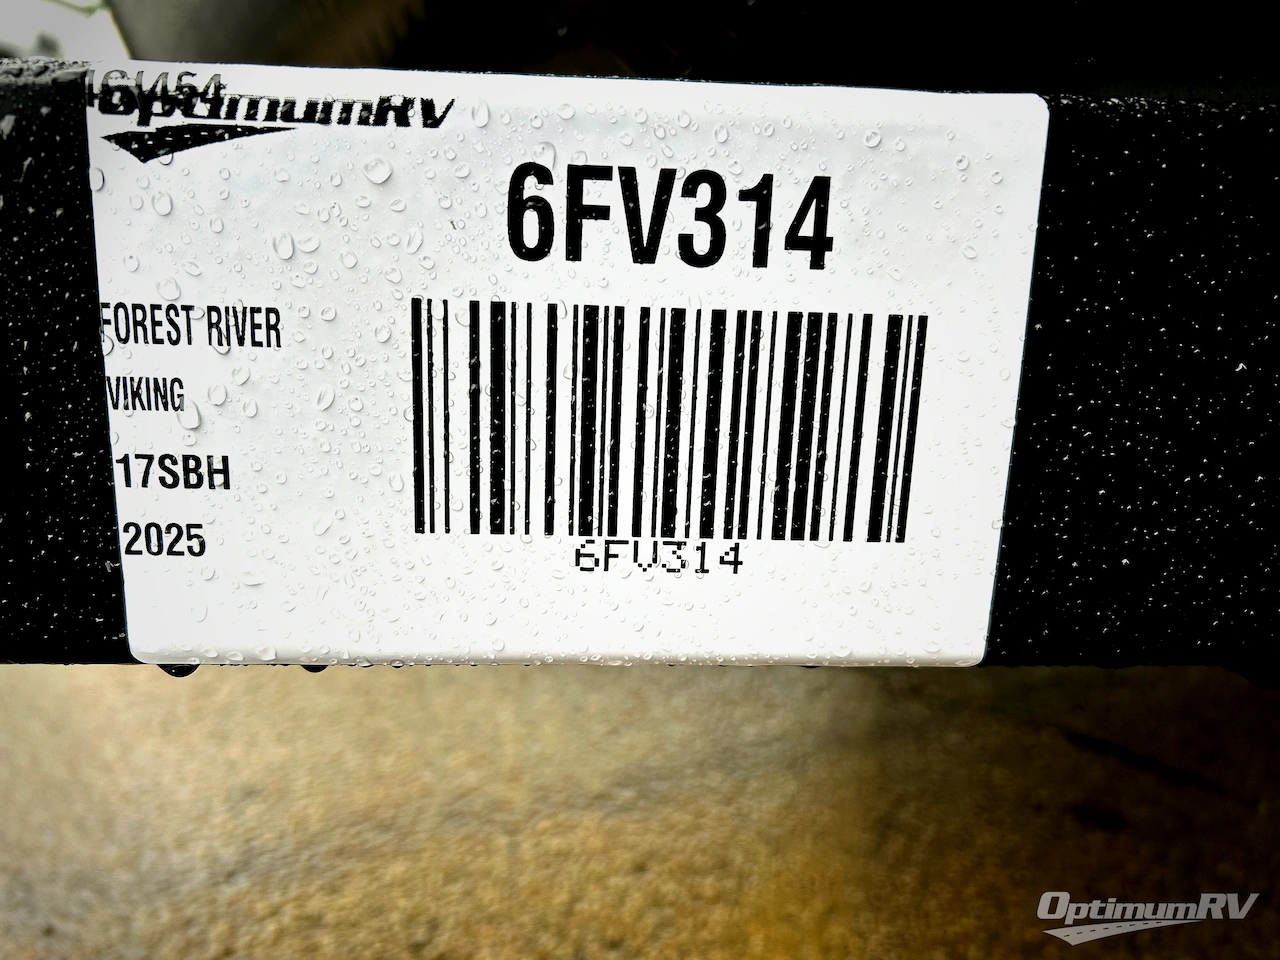 OptimumRV
6FV314
FOREST RIVER
VIKING
17SBH
2025
6FV314
OptimumRV